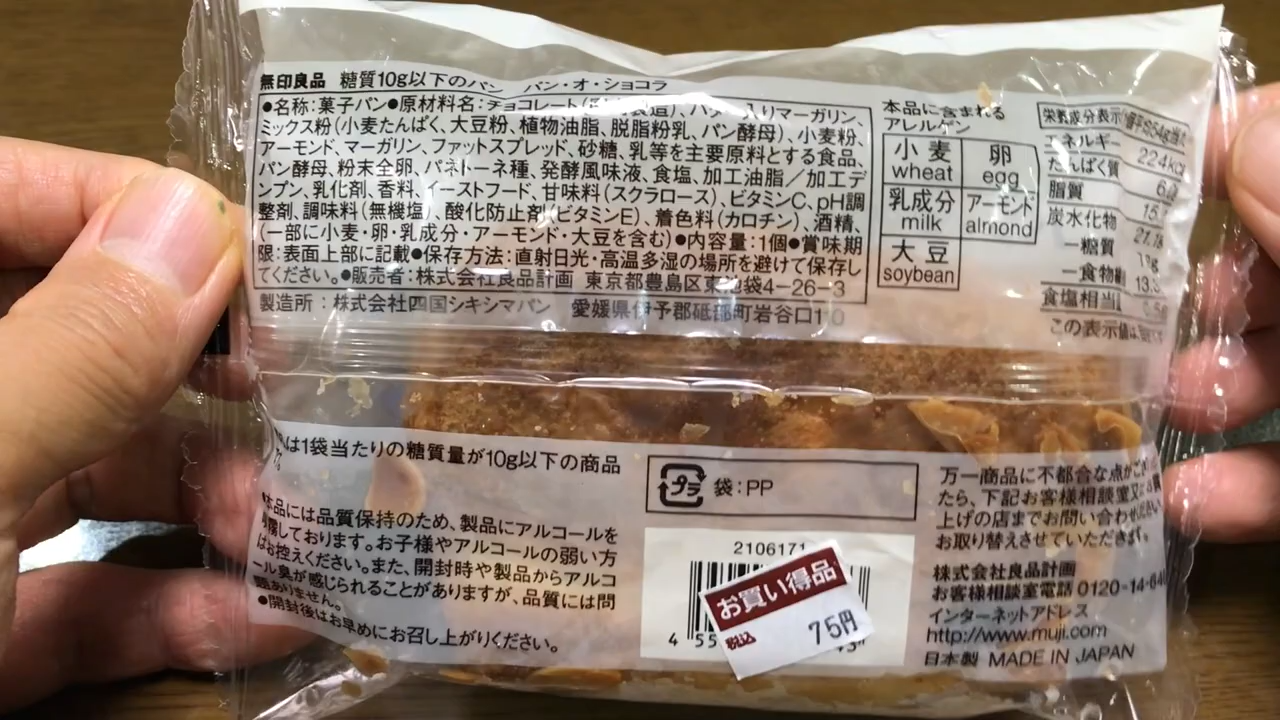 無印良品 糖質10g以下のパン パン・オ・ショコラ
●名称：菓子パン●原材料名：チョコレート 製造）、バター入りマーガリン、
ミックス粉（小麦たんぱく、大豆粉、植物油脂、脱脂粉乳、パン酵母）、小麦粉、
アーモンド、マーガリン、ファットスプレッド、砂糖、乳等を主要原料とする食品、
パン酵母、粉末全卵、パネトーネ種、発酵風味液、食塩、加工油脂／加工デ
ンプン、乳化剤、香料、イーストフード、甘味料（スクラロース）、ビタミンC、pH調
整剤、調味料（無機塩）、酸化防止剤（ビタミンE）、着色料（カロチン）、酒精、
（一部に小麦・卵・乳成分・アーモンド・大豆を含む）●内容量：1個●賞味期
限：表面上部に記載●保存方法：直射日光・高温多湿の場所を避けて保存し
てください。●販売者：株式会社良品計画 東京都豊島区東池袋4−26−3
製造所：株式会社四国シキシマパン 愛媛県伊予郡砥部町岩谷口
本品に含まれる
アレルゲン
小麦 卵
wheat egg
乳成分 アーモンド
milk almond
大豆
soybean
栄養成分表示
エネルギー 224kcal
たんぱく質
脂質
炭水化物
－糖質
－食物繊
食塩相当
この表示値は
は1袋当たりの糖質量が10g以下の商品
本品には品質保持のため、製品にアルコールを
しております。お子様やアルコールの弱い方
はお控えください。また、開封時や製品からアルコ
ール臭が感じられることがありますが、品質には問
題ありません。
●開封後はお早めにお召し上がりください。
プラ 袋：PP
2106171
お買い得品
税込 75円
4 55
万一商品に不都合な点が
たら、下記お客様相談室又
上げの店までお問い合わせください
お取り替えさせていただきます。
株式会社良品計画
お客様相談室電話 0120-14-64
インターネットアドレス
http://www.muji.com
日本製 MADE IN JAPAN